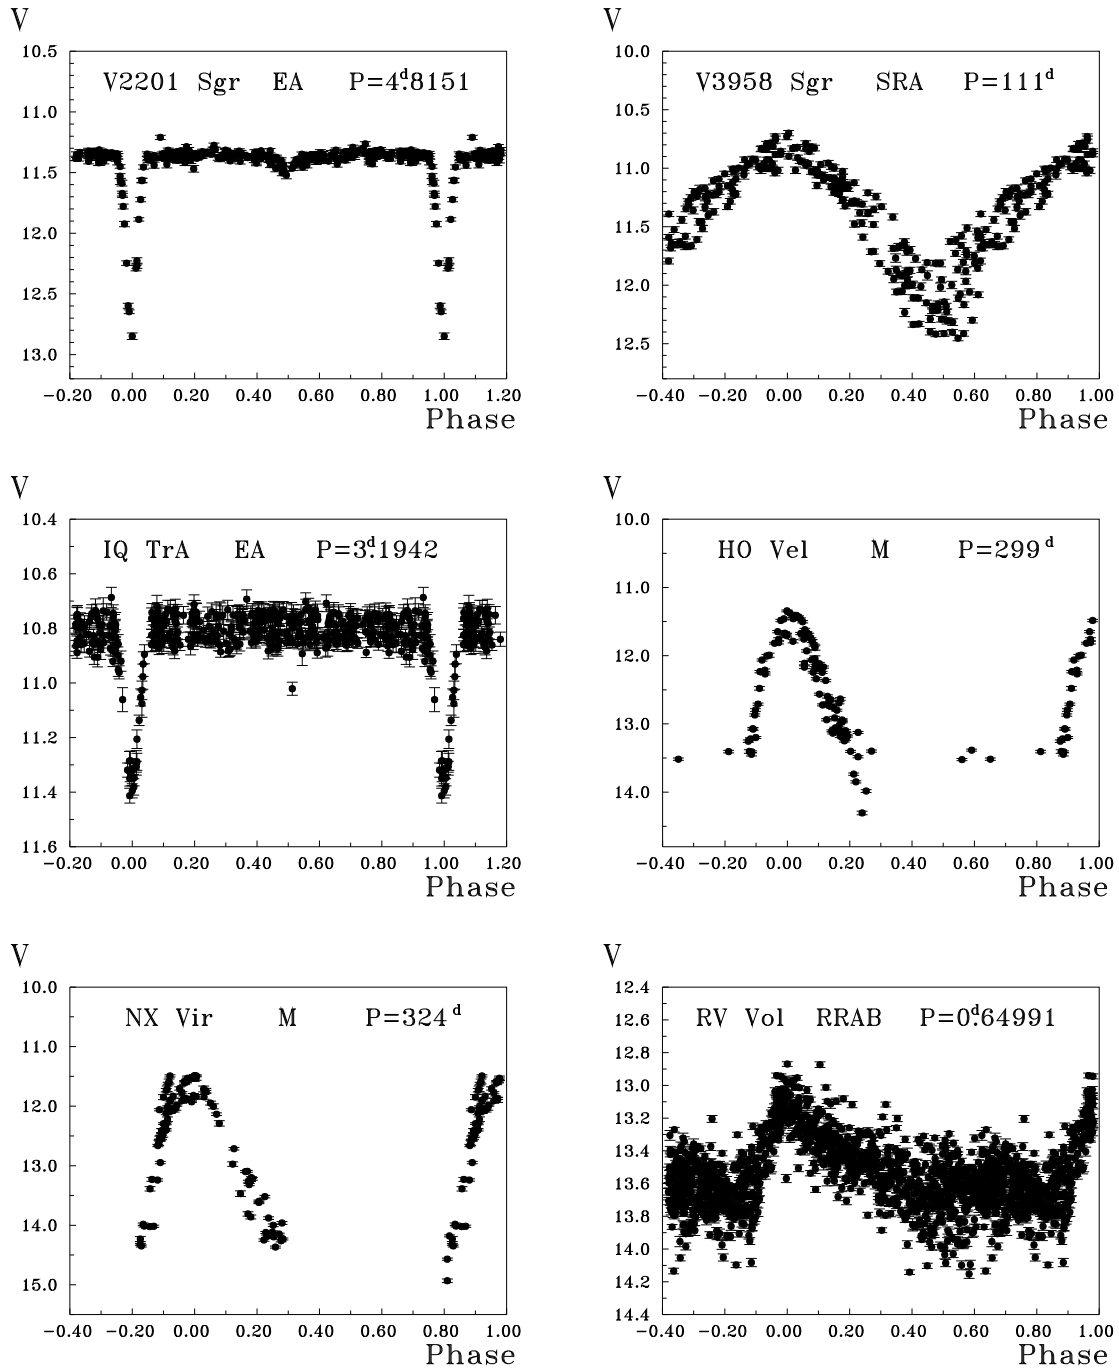 V
10.5
V2201 Sgr EA P=4.ᵈ8151
11.0
11.5
12.0
12.5
13.0
−0.20 0.00 0.20 0.40 0.60 0.80 1.00 1.20
Phase
V
10.0
V3958 Sgr SRA P=111ᵈ
10.5
11.0
11.5
12.0
12.5
−0.40 −0.20 0.00 0.20 0.40 0.60 0.80 1.00
Phase
V
10.4
IQ TrA EA P=3.ᵈ1942
10.6
10.8
11.0
11.2
11.4
11.6
−0.20 0.00 0.20 0.40 0.60 0.80 1.00 1.20
Phase
V
10.0
HO Vel M P=299ᵈ
11.0
12.0
13.0
14.0
−0.40 −0.20 0.00 0.20 0.40 0.60 0.80 1.00
Phase
V
10.0
NX Vir M P=324ᵈ
11.0
12.0
13.0
14.0
15.0
−0.40 −0.20 0.00 0.20 0.40 0.60 0.80 1.00
Phase
V
12.4
RV Vol RRAB P=0.ᵈ64991
12.6
12.8
13.0
13.2
13.4
13.6
13.8
14.0
14.2
14.4
−0.40 −0.20 0.00 0.20 0.40 0.60 0.80 1.00
Phase